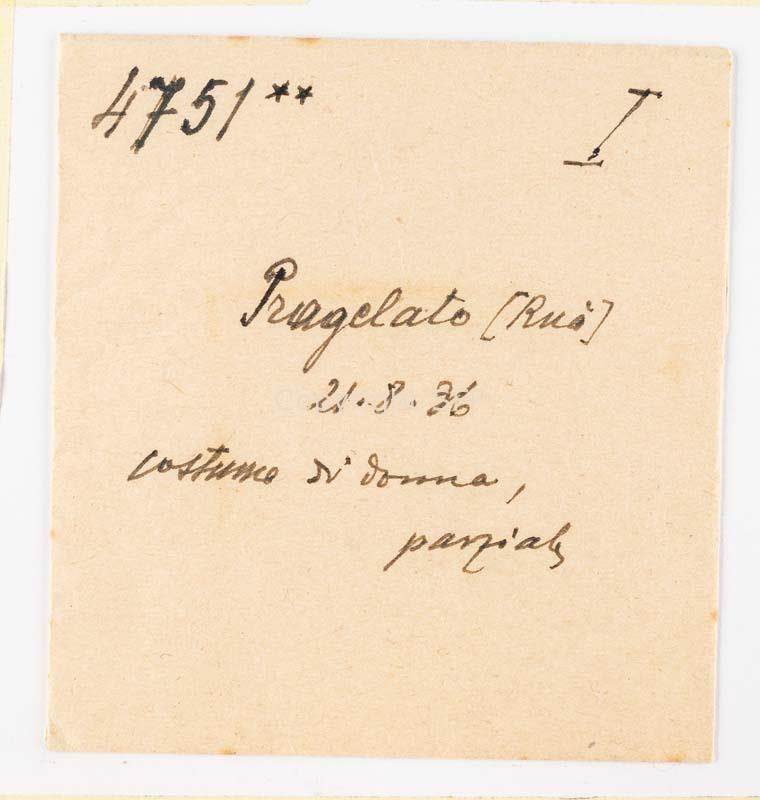 4751** I
Pragelato [Ruà]
21.8.36
costume di donna,
parziale